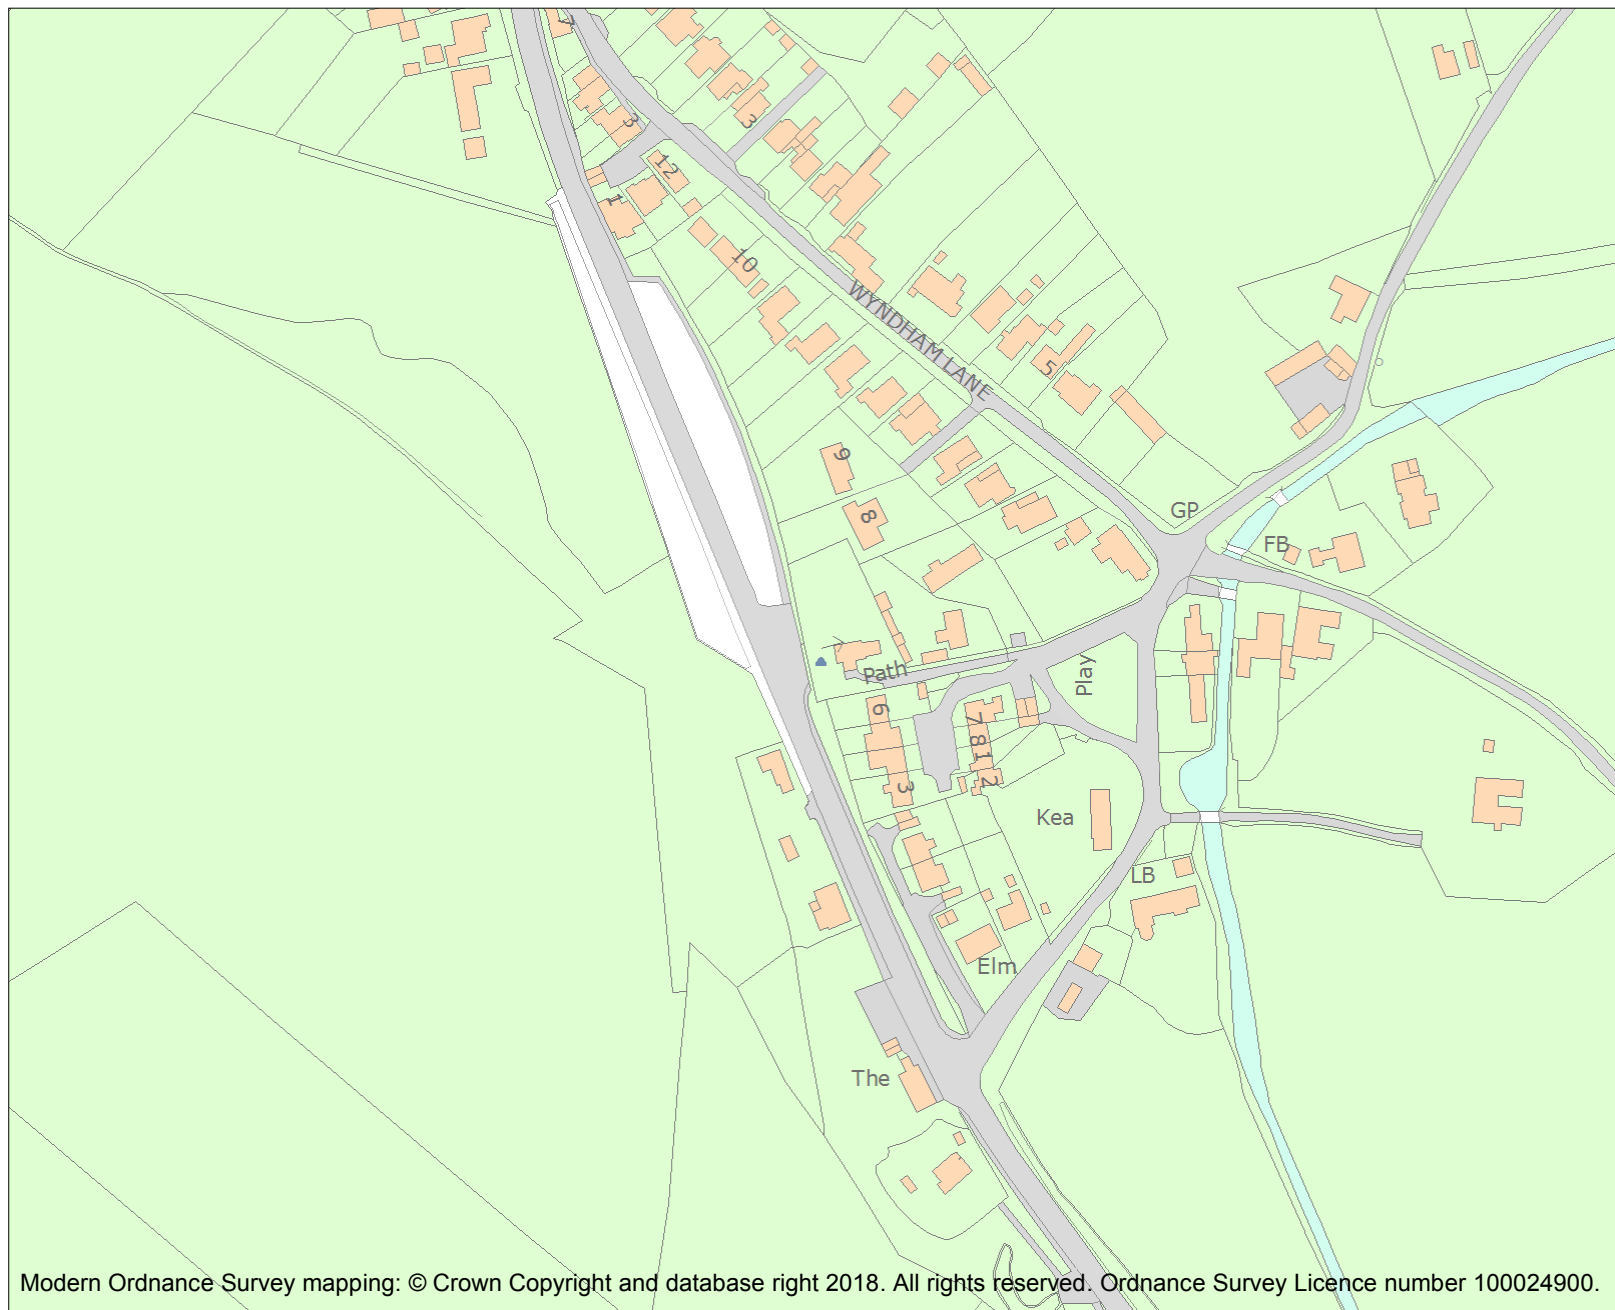 7
3
3
12
1
10
WYNDHAM LANE
5
9
8
GP
FB
7
Path
Play
6
7
8
1
2
3
Kea
LB
Elm
The
Modern Ordnance Survey mapping: © Crown Copyright and database right 2018. All rights reserved. Ordnance Survey Licence number 100024900.